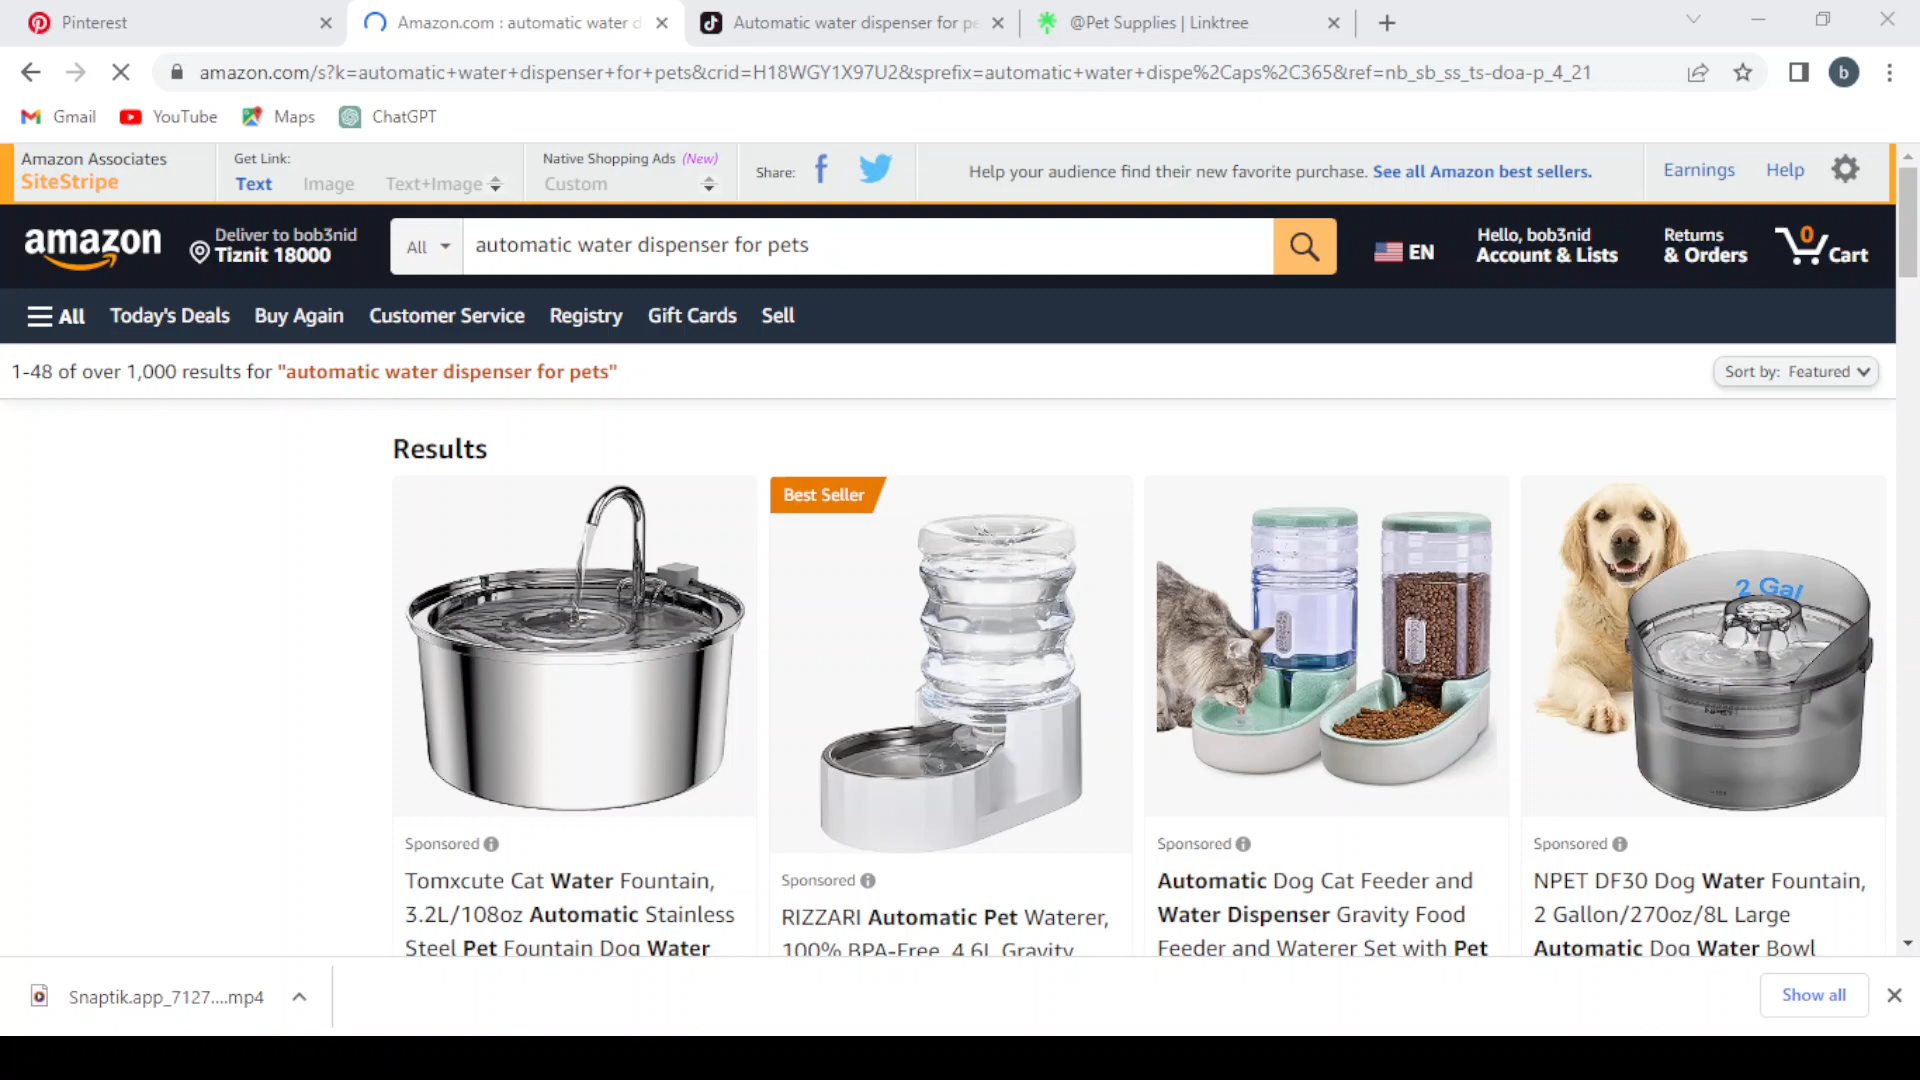 Pinterest
Amazon.com : automatic water d
Automatic water dispenser for pe
@Pet Supplies | Linktree
amazon.com/s?k=automatic+water+dispenser+for+pets&crid=H18WGY1X97U2&sprefix=automatic+water+dispe%2Caps%2C365&ref=nb_sb_ss_ts-doa-p_4_21
b
Gmail
YouTube
Maps
ChatGPT
Amazon Associates
SiteStripe
Get Link:
Text Image Text+Image
Native Shopping Ads (New)
Custom
Share:
Help your audience find their new favorite purchase. See all Amazon best sellers.
Earnings
Help
amazon
Deliver to bob3nid
Tiznit 18000
All
automatic water dispenser for pets
EN
Hello, bob3nid
Account & Lists
Returns
& Orders
0
Cart
All
Today's Deals
Buy Again
Customer Service
Registry
Gift Cards
Sell
1-48 of over 1,000 results for "automatic water dispenser for pets"
Sort by: Featured
Results
Best Seller
2 Gal
Sponsored
Tomxcute Cat Water Fountain,
3.2L/108oz Automatic Stainless
Steel Pet Fountain Dog Water
Sponsored
RIZZARI Automatic Pet Waterer,
100% BPA-Free, 4.6L Gravity
Sponsored
Automatic Dog Cat Feeder and
Water Dispenser Gravity Food
Feeder and Waterer Set with Pet
Sponsored
NPET DF30 Dog Water Fountain,
2 Gallon/270oz/8L Large
Automatic Dog Water Bowl
Snaptik.app_7127....mp4
Show all